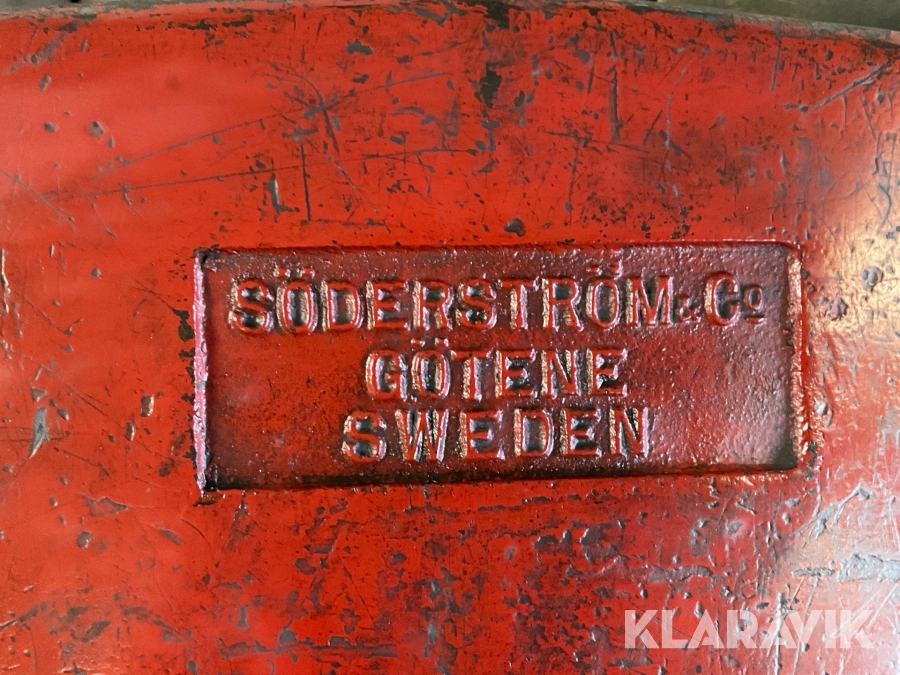 SÖDERSTRÖM & Co
GÖTENE
SWEDEN
KLARAVIK